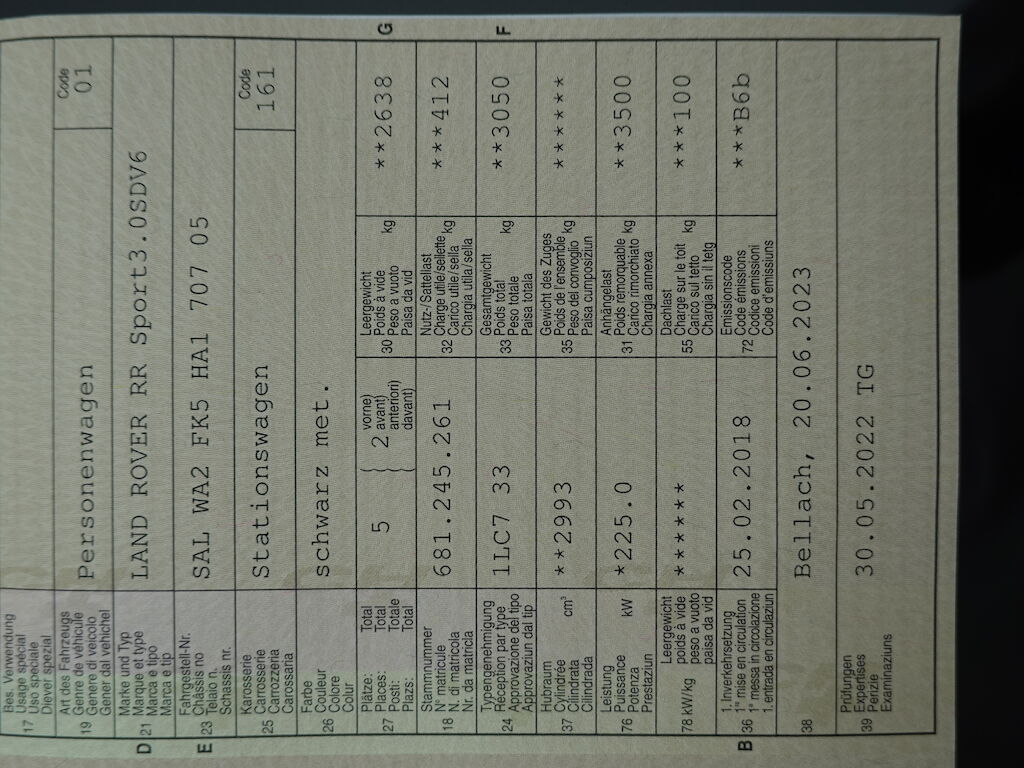 17 Bes. Verwendung
Usage spécial
Uso speciale
Diever spezial
19 Art des Fahrzeugs
Genre de véhicule
Genere di veicolo
Gener dal vehichel
Personenwagen
Code
01
D 21 Marke und Typ
Marque et type
Marca e tipo
Marca e tip
LAND ROVER RR Sport3.0SDV6
E 23 Fahrgestell-Nr.
Châssis no
Telaio n.
Schassis nr.
SAL WA2 FK5 HA1 707 05
25 Karosserie
Carrosserie
Carrozzeria
Carossaria
Stationswagen
Code
161
26 Farbe
Couleur
Colore
Colur
schwarz met.
27 Plätze: Total
Places: Total
Posti: Totale
Plazs: Total
5 2 vorne)
avant)
anteriori)
davant)
30 Leergewicht
Poids à vide
Peso a vuoto
Paisa da vid kg
**2638
G
18 Stammnummer
N° matricule
N. di matricola
Nr. da matricla
681.245.261
32 Nutz-/Sattellast
Charge utile/sellette
Carico utile/sella
Chargia utila/sella kg
***412
24 Typengenehmigung
Réception par type
Approvazione del tipo
Approvaziun dal tip
1LC7 33
33 Gesamtgewicht
Poids total
Peso totale
Paisa totala kg
**3050
F
37 Hubraum
Cylindrée
Cilindrata
Cilindrada cm³
**2993
35 Gewicht des Zuges
Poids de l'ensemble
Peso del convoglio
Paisa cumposiziun kg
******
76 Leistung
Puissance
Potenza
Prestaziun kW
*225.0
31 Anhängelast
Poids remorquable
Carico rimorchiato
Chargia annexa kg
**3500
78 kW/kg Leergewicht
poids à vide
peso a vuoto
paisa da vid
******
55 Dachlast
Charge sur le toit
Carico sul tetto
Chargia sin il tetg kg
***100
B 36 1. Inverkehrsetzung
1re mise en circulation
1a messa in circolazione
1. entrada en circulaziun
25.02.2018
72 Emissionscode
Code émissions
Codice emissioni
Code d'emissiuns
***B6b
38
Bellach, 20.06.2023
39 Prüfungen
Expertises
Perizie
Examinaziuns
30.05.2022 TG